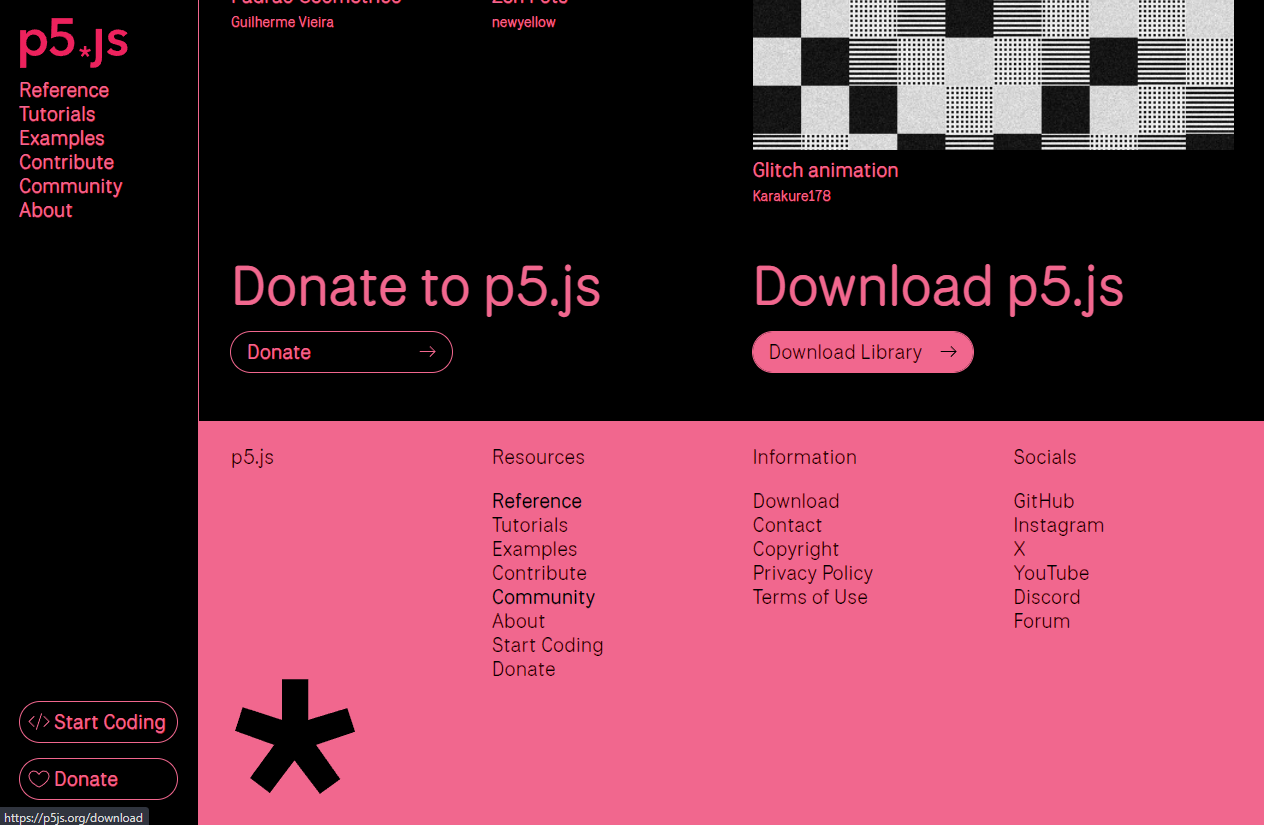 p5*js
Reference
Tutorials
Examples
Contribute
Community
About
Start Coding
Donate
https://p5js.org/download
Guilherme Vieira
newyellow
Glitch animation
Karakure178
Donate to p5.js
Donate
Download p5.js
Download Library
p5.js
Resources
Reference
Tutorials
Examples
Contribute
Community
About
Start Coding
Donate
Information
Download
Contact
Copyright
Privacy Policy
Terms of Use
Socials
GitHub
Instagram
X
YouTube
Discord
Forum